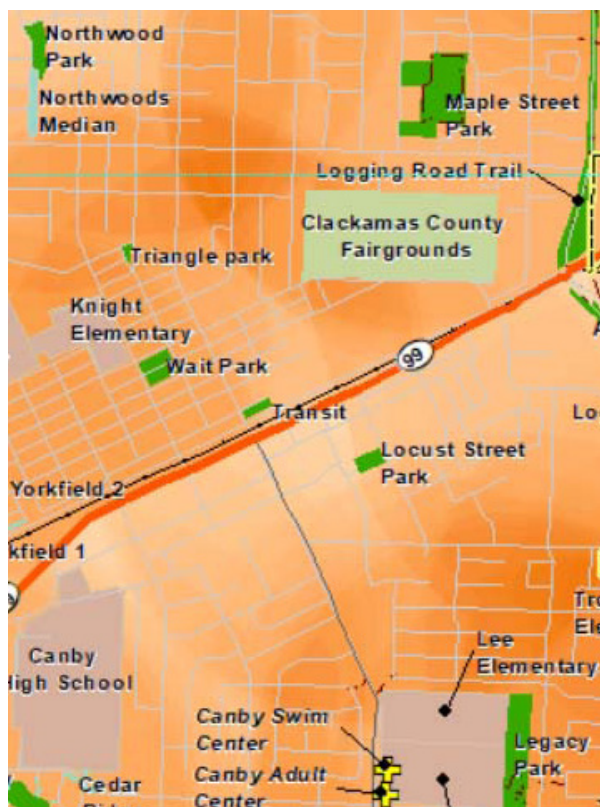 Northwood
Park
Northwoods
Median
Maple Street
Park
Logging Road Trail
Clackamas County
Fairgrounds
Triangle park
Knight
Elementary
Wait Park
99
Transit
Locust Street
Park
Yorkfield 2
kfield 1
Lee
Elementary
Canby
High School
Canby Swim
Center
Canby Adult
Center
Legacy
Park
Cedar